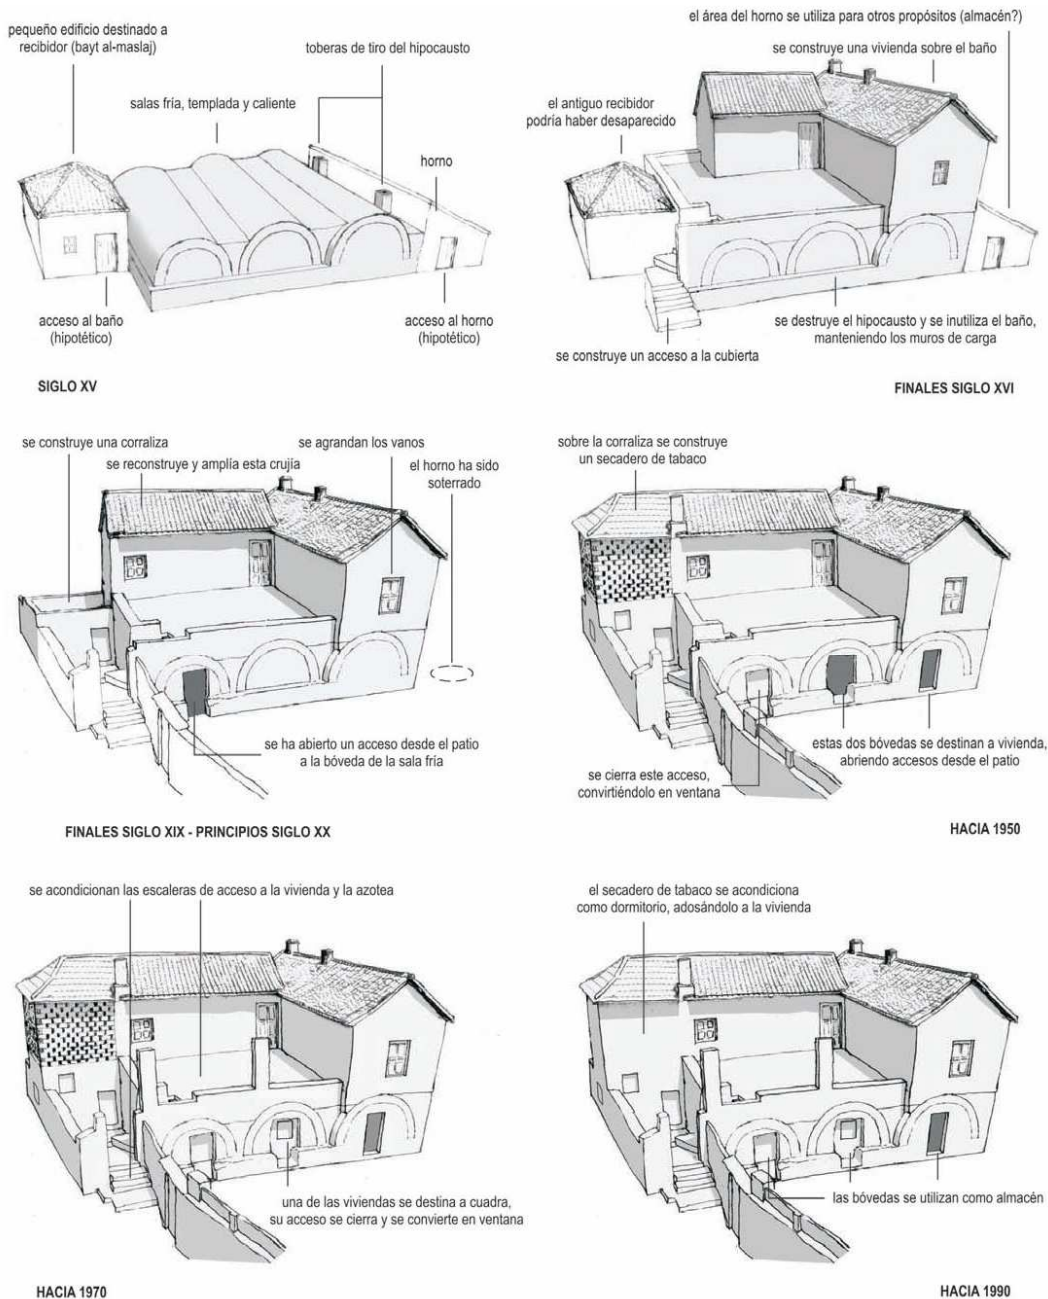 pequeño edificio destinado a
recibidor (bayt al-maslaj)
toberas de tiro del hipocausto
salas fría, templada y caliente
horno
acceso al baño
(hipotético)
acceso al horno
(hipotético)
SIGLO XV
el área del horno se utiliza para otros propósitos (almacén?)
se construye una vivienda sobre el baño
el antiguo recibidor
podría haber desaparecido
se destruye el hipocausto y se inutiliza el baño,
manteniendo los muros de carga
se construye un acceso a la cubierta
FINALES SIGLO XVI
se construye una corraliza
se agrandan los vanos
se reconstruye y amplía esta crujía
el horno ha sido
soterrado
se ha abierto un acceso desde el patio
a la bóveda de la sala fría
FINALES SIGLO XIX - PRINCIPIOS SIGLO XX
sobre la corraliza se construye
un secadero de tabaco
estas dos bóvedas se destinan a vivienda,
abriendo accesos desde el patio
se cierra este acceso,
convirtiéndolo en ventana
HACIA 1950
se acondicionan las escaleras de acceso a la vivienda y la azotea
una de las viviendas se destina a cuadra,
su acceso se cierra y se convierte en ventana
HACIA 1970
el secadero de tabaco se acondiciona
como dormitorio, adosándolo a la vivienda
las bóvedas se utilizan como almacén
HACIA 1990